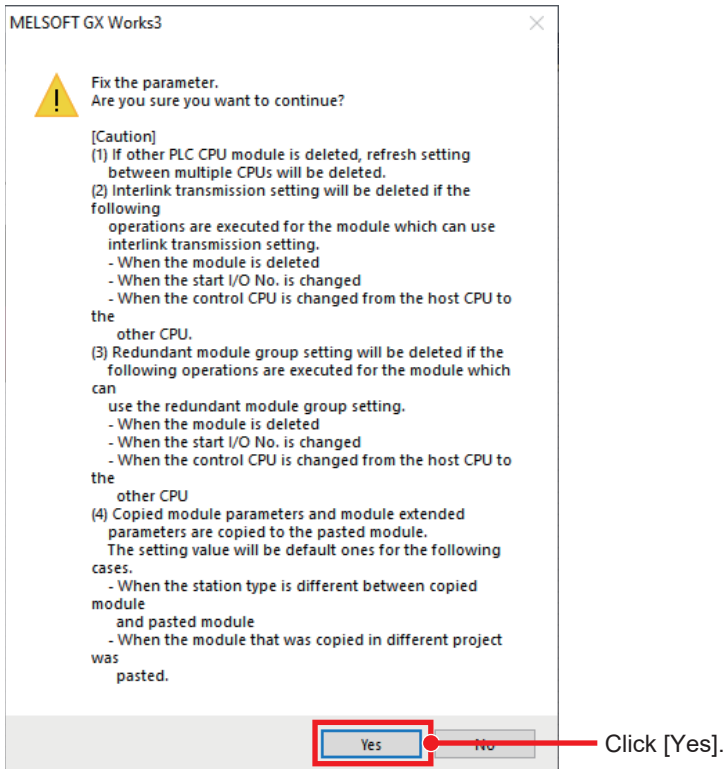 MELSOFT GX Works3
Fix the parameter.
Are you sure you want to continue?
[Caution]
(1) If other PLC CPU module is deleted, refresh setting
between multiple CPUs will be deleted.
(2) Interlink transmission setting will be deleted if the
following
operations are executed for the module which can use
interlink transmission setting.
- When the module is deleted
- When the start I/O No. is changed
- When the control CPU is changed from the host CPU to
the
other CPU.
(3) Redundant module group setting will be deleted if the
following operations are executed for the module which
can
use the redundant module group setting.
- When the module is deleted
- When the start I/O No. is changed
- When the control CPU is changed from the host CPU to
the
other CPU
(4) Copied module parameters and module extended
parameters are copied to the pasted module.
The setting value will be default ones for the following
cases.
- When the station type is different between copied
module
and pasted module
- When the module that was copied in different project
was
pasted.
Yes
No
Click [Yes].